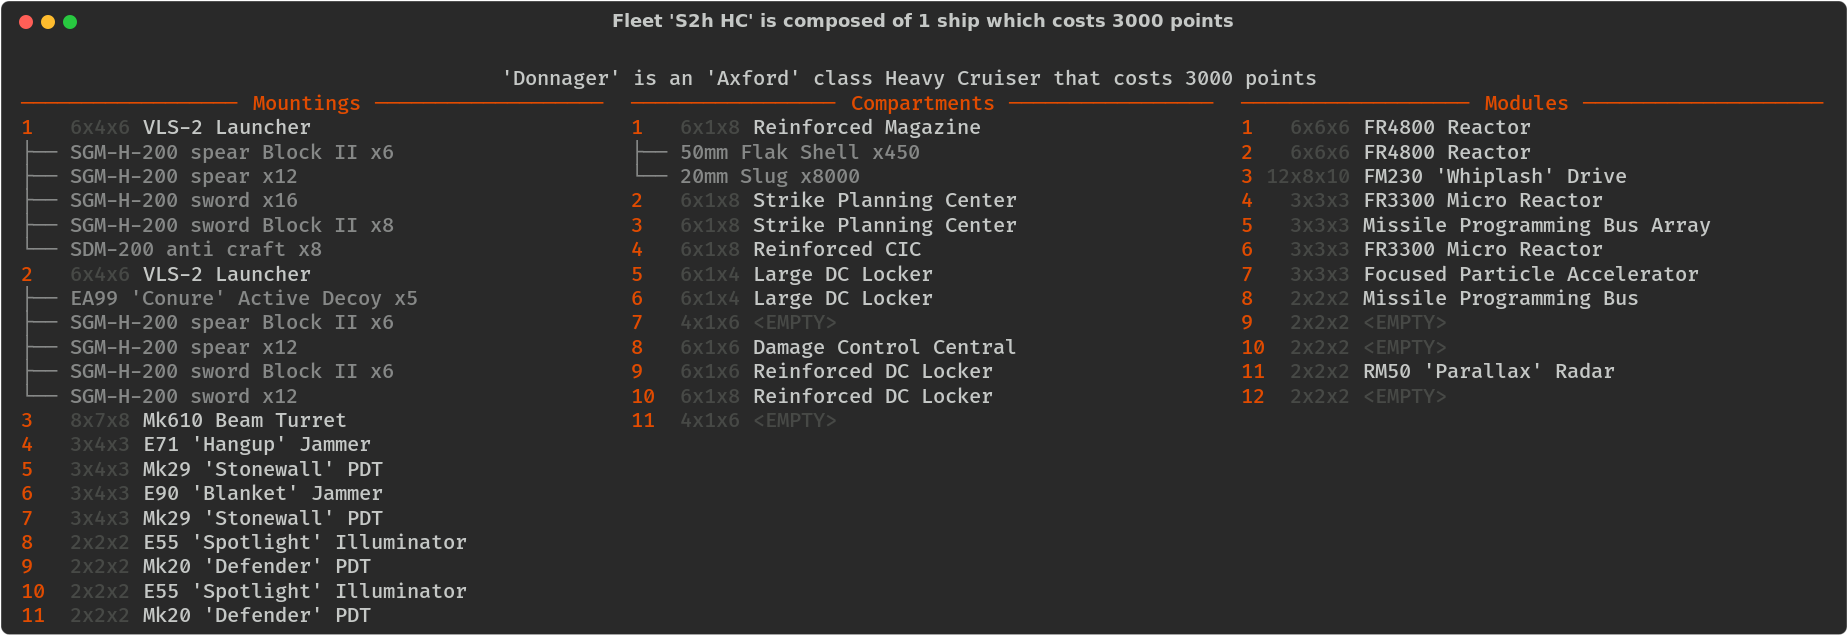 Fleet 'S2h HC' is composed of 1 ship which costs 3000 points
'Donnager' is an 'Axford' class Heavy Cruiser that costs 3000 points
Mountings
1 6x4x6 VLS-2 Launcher
SGM-H-200 spear Block II x6
SGM-H-200 spear x12
SGM-H-200 sword x16
SGM-H-200 sword Block II x8
SDM-200 anti craft x8
2 6x4x6 VLS-2 Launcher
EA99 'Conure' Active Decoy x5
SGM-H-200 spear Block II x6
SGM-H-200 spear x12
SGM-H-200 sword Block II x6
SGM-H-200 sword x12
3 8x7x8 Mk610 Beam Turret
4 3x4x3 E71 'Hangup' Jammer
5 3x4x3 Mk29 'Stonewall' PDT
6 3x4x3 E90 'Blanket' Jammer
7 3x4x3 Mk29 'Stonewall' PDT
8 2x2x2 E55 'Spotlight' Illuminator
9 2x2x2 Mk20 'Defender' PDT
10 2x2x2 E55 'Spotlight' Illuminator
11 2x2x2 Mk20 'Defender' PDT
Compartments
1 6x1x8 Reinforced Magazine
50mm Flak Shell x450
20mm Slug x8000
2 6x1x8 Strike Planning Center
3 6x1x8 Strike Planning Center
4 6x1x8 Reinforced CIC
5 6x1x4 Large DC Locker
6 6x1x4 Large DC Locker
7 4x1x6 <EMPTY>
8 6x1x6 Damage Control Central
9 6x1x6 Reinforced DC Locker
10 6x1x8 Reinforced DC Locker
11 4x1x6 <EMPTY>
Modules
1 6x6x6 FR4800 Reactor
2 6x6x6 FR4800 Reactor
3 12x8x10 FM230 'Whiplash' Drive
4 3x3x3 FR3300 Micro Reactor
5 3x3x3 Missile Programming Bus Array
6 3x3x3 FR3300 Micro Reactor
7 3x3x3 Focused Particle Accelerator
8 2x2x2 Missile Programming Bus
9 2x2x2 <EMPTY>
10 2x2x2 <EMPTY>
11 2x2x2 RM50 'Parallax' Radar
12 2x2x2 <EMPTY>